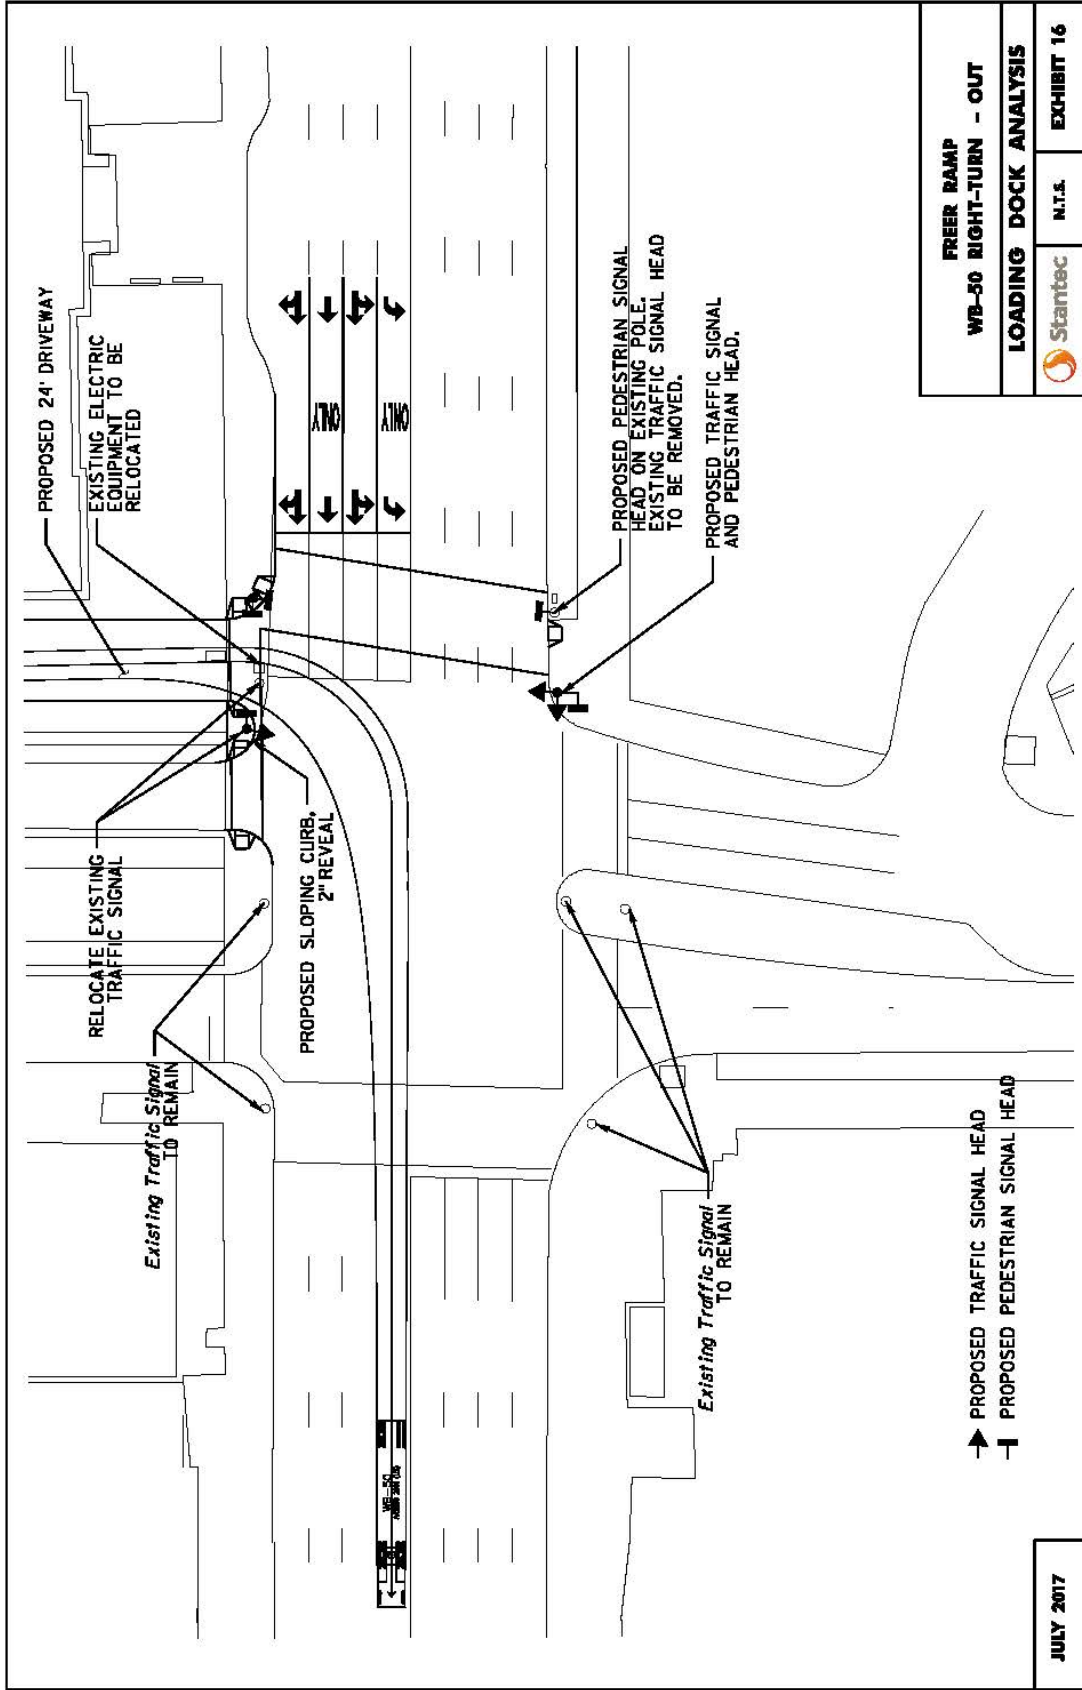 PROPOSED 24' DRIVEWAY
EXISTING ELECTRIC
EQUIPMENT TO BE
RELOCATED
RELOCATE EXISTING
TRAFFIC SIGNAL
Existing Traffic Signal
TO REMAIN
PROPOSED SLOPING CURB,
2" REVEAL
ONLY
ONLY
PROPOSED PEDESTRIAN SIGNAL
HEAD ON EXISTING POLE.
EXISTING TRAFFIC SIGNAL HEAD
TO BE REMOVED.
PROPOSED TRAFFIC SIGNAL
AND PEDESTRIAN HEAD.
Existing Traffic Signal
TO REMAIN
WB-50
PROPOSED TRAFFIC SIGNAL HEAD
PROPOSED PEDESTRIAN SIGNAL HEAD
JULY 2017
FREER RAMP
WB-50 RIGHT-TURN - OUT
LOADING DOCK ANALYSIS
Stantec
N.T.S.
EXHIBIT 16